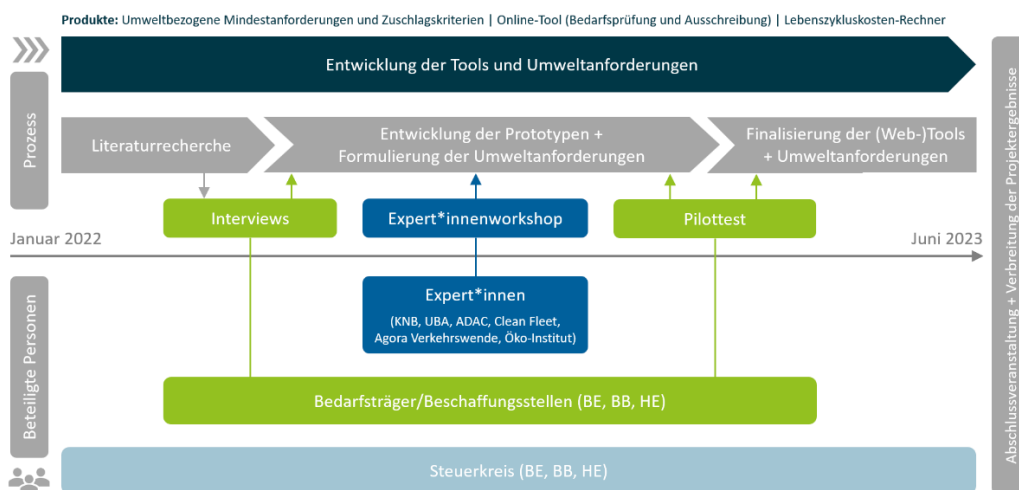 Produkte: Umweltbezogene Mindestanforderungen und Zuschlagskriterien | Online-Tool (Bedarfsprüfung und Ausschreibung) | Lebenszykluskosten-Rechner
Entwicklung der Tools und Umweltanforderungen
Prozess
Literaturrecherche
Entwicklung der Prototypen +
Formulierung der Umweltanforderungen
Finalisierung der (Web-)Tools
+ Umweltanforderungen
Interviews
Expert*innenworkshop
Pilottest
Januar 2022
Juni 2023
Beteiligte Personen
Expert*innen
(KNB, UBA, ADAC, Clean Fleet,
Agora Verkehrswende, Öko-Institut)
Bedarfsträger/Beschaffungsstellen (BE, BB, HE)
Steuerkreis (BE, BB, HE)
Abschlussveranstaltung + Verbreitung der Projektergebnisse